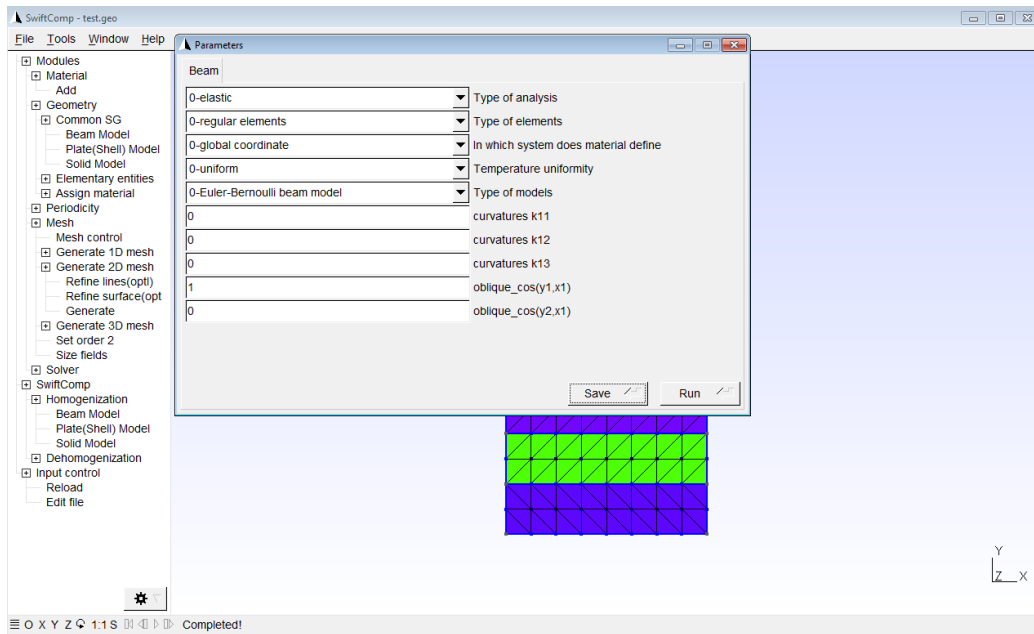 SwiftComp - test.geo
File Tools Window Help
Modules
Material
Add
Geometry
Common SG
Beam Model
Plate(Shell) Model
Solid Model
Elementary entities
Assign material
Periodicity
Mesh
Mesh control
Generate 1D mesh
Generate 2D mesh
Refine lines(optl)
Refine surface(opt
Generate
Generate 3D mesh
Set order 2
Size fields
Solver
SwiftComp
Homogenization
Beam Model
Plate(Shell) Model
Solid Model
Dehomogenization
Input control
Reload
Edit file
Parameters
Beam
0-elastic Type of analysis
0-regular elements Type of elements
0-global coordinate In which system does material define
0-uniform Temperature uniformity
0-Euler-Bernoulli beam model Type of models
0 curvatures k11
0 curvatures k12
0 curvatures k13
1 oblique_cos(y1,x1)
0 oblique_cos(y2,x1)
Save Run
Y
Z X
O X Y Z 1:1 S Completed!